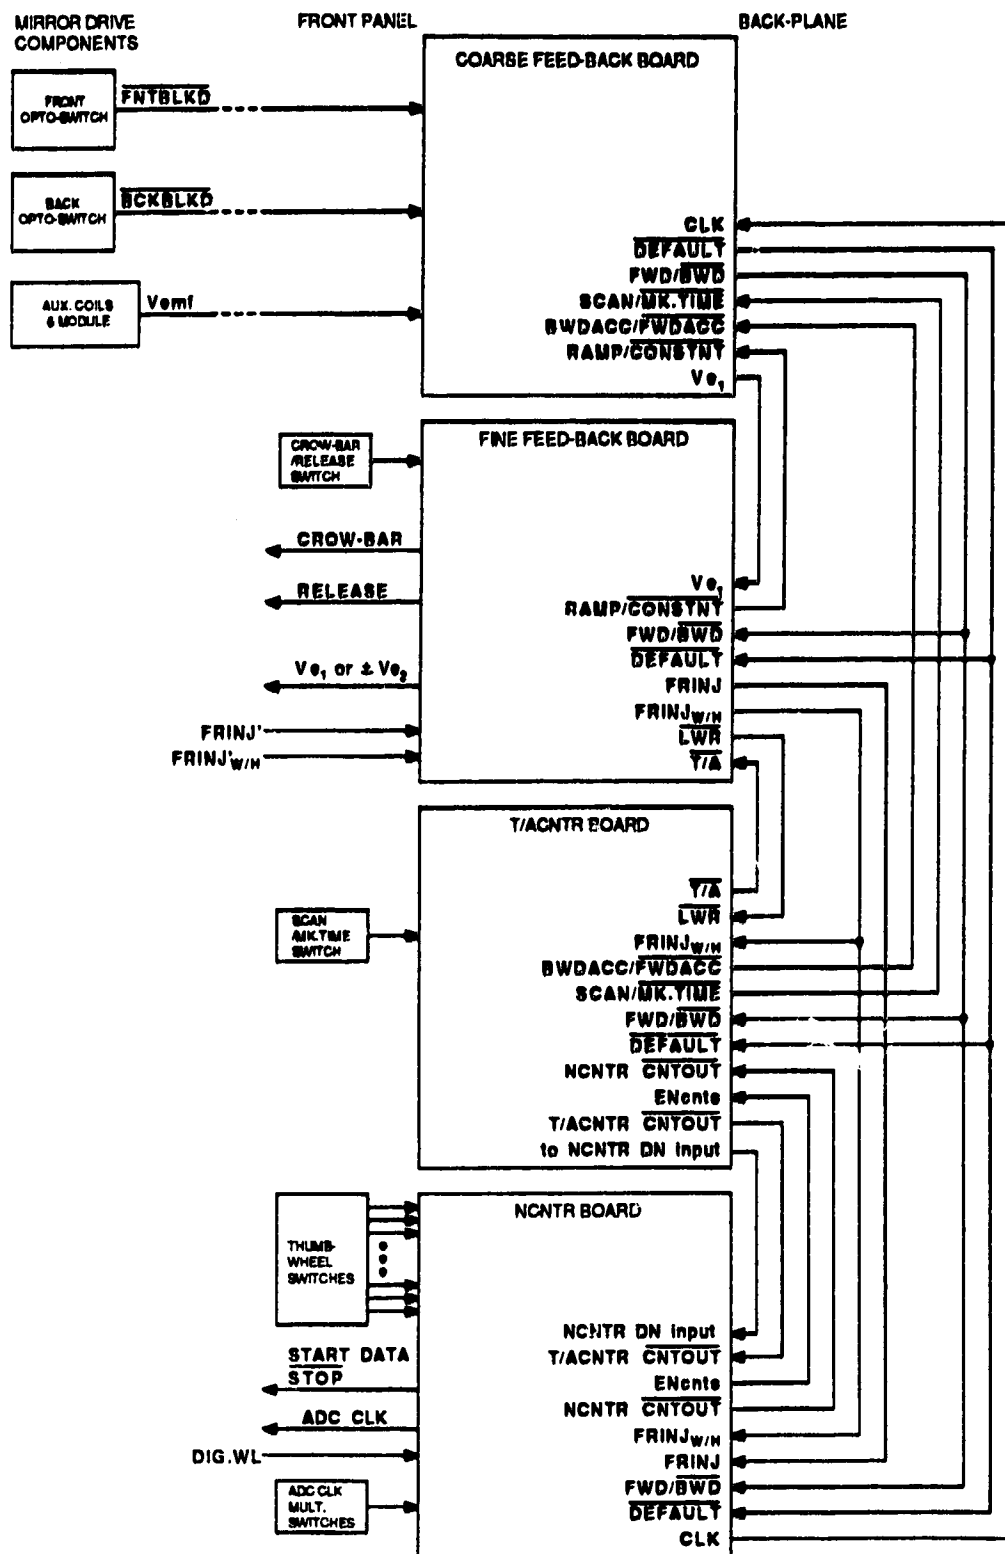 MIRROR DRIVE
COMPONENTS
FRONT PANEL
BACK-PLANE
COARSE FEED-BACK BOARD
FRONT
OPTO-SWITCH
FNTBLKD
BACK
OPTO-SWITCH
BCKBLKD
AUX. COILS
& MODULE
Vemf
CLK
DEFAULT
FWD/BWD
SCAN/MK.TIME
BWDACC/FWDACC
RAMP/CONSTNT
Ve₁
FINE FEED-BACK BOARD
CROW-BAR
/RELEASE
SWITCH
CROW-BAR
RELEASE
Ve₁ or ± Ve₂
FRINJ'
FRINJ'W/H
Ve₁
RAMP/CONSTNT
FWD/BWD
DEFAULT
FRINJ
FRINJW/H
LWR
T/A
T/ACNTR BOARD
SCAN
/MK.TIME
SWITCH
T/A
LWR
FRINJW/H
BWDACC/FWDACC
SCAN/MK.TIME
FWD/BWD
DEFAULT
NCNTR CNTOUT
ENcnts
T/ACNTR CNTOUT
to NCNTR DN input
NCNTR BOARD
THUMB-
WHEEL
SWITCHES
START DATA
STOP
ADC CLK
DIG.WL
ADC CLK
MULT.
SWITCHES
NCNTR DN input
T/ACNTR CNTOUT
ENcnts
NCNTR CNTOUT
FRINJW/H
FRINJ
FWD/BWD
DEFAULT
CLK